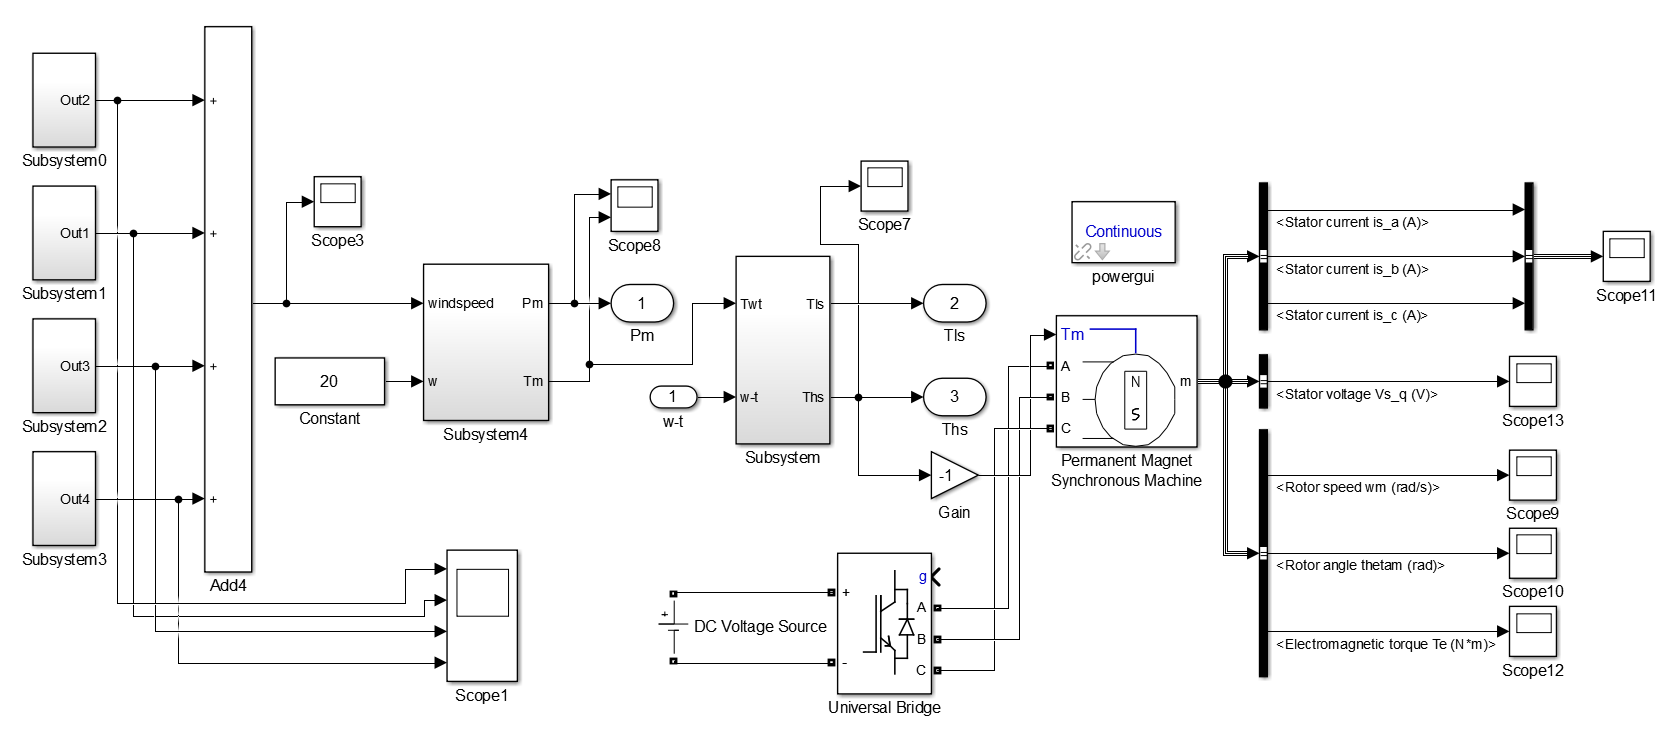 Out2
+
Subsystem0
Out1
+
Subsystem1
Out3
+
Subsystem2
Out4
+
Subsystem3
Add4
Scope1
Scope3
windspeed
Pm
w
Tm
Subsystem4
20
Constant
Scope8
1
Pm
1
w-t
Twt
Tls
w-t
Ths
Subsystem
Scope7
2
Tls
3
Ths
-1
Gain
+
DC Voltage Source
+
-
g
A
B
C
Universal Bridge
Continuous
powergui
Tm
A
B
C
N
S
m
Permanent Magnet
Synchronous Machine
<Stator current is_a (A)>
<Stator current is_b (A)>
<Stator current is_c (A)>
Scope11
<Stator voltage Vs_q (V)>
Scope13
<Rotor speed wm (rad/s)>
Scope9
<Rotor angle thetam (rad)>
Scope10
<Electromagnetic torque Te (N*m)>
Scope12